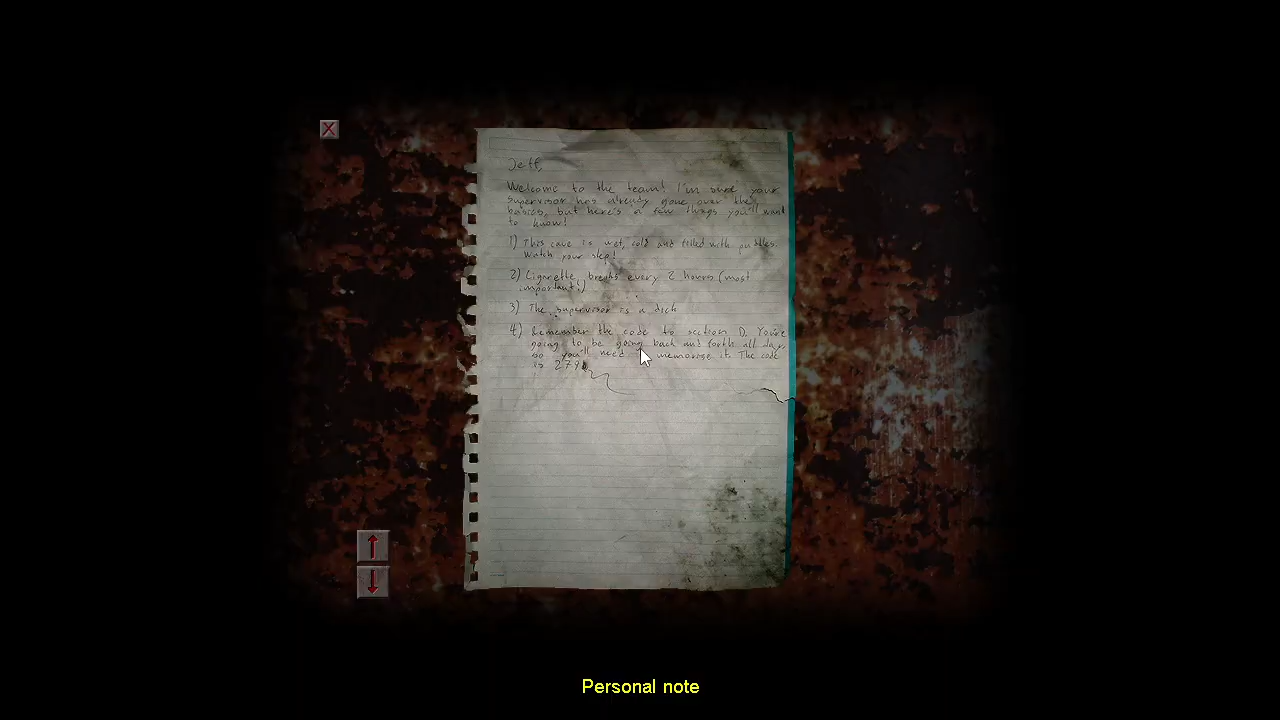 Jeff,
Welcome to the team! I'm sure your
supervisor has already gone over the
basics, but here's a few things you'll want
to know!
1) This cave is wet, cold and filled with puddles.
Watch your step!
2) Cigarette breaks every 2 hours (most
important!)
3) The supervisor is a dick
4) Remember the code to section D. You're
going to be going back and forth all day,
so you'll need memorise it. The code
is 279
Personal note